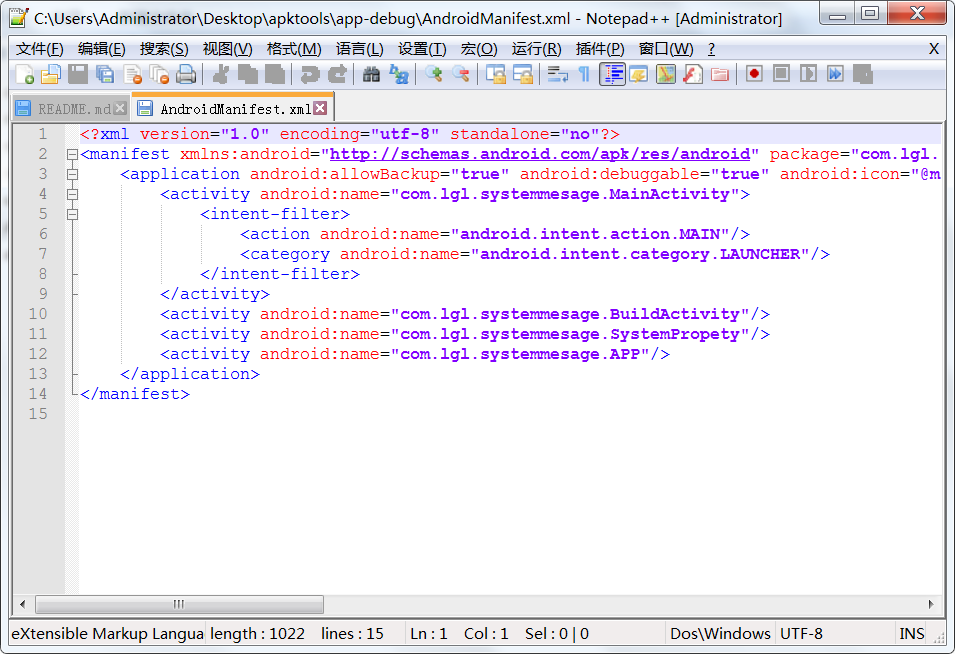 C:\Users\Administrator\Desktop\apktools\app-debug\AndroidManifest.xml - Notepad++ [Administrator]
文件(F) 编辑(E) 搜索(S) 视图(V) 格式(M) 语言(L) 设置(T) 宏(O) 运行(R) 插件(P) 窗口(W) ? X
README.md AndroidManifest.xml
1 <?xml version="1.0" encoding="utf-8" standalone="no"?>
2 <manifest xmlns:android="http://schemas.android.com/apk/res/android" package="com.lgl.
3 <application android:allowBackup="true" android:debuggable="true" android:icon="@m
4 <activity android:name="com.lgl.systemmesage.MainActivity">
5 <intent-filter>
6 <action android:name="android.intent.action.MAIN"/>
7 <category android:name="android.intent.category.LAUNCHER"/>
8 </intent-filter>
9 </activity>
10 <activity android:name="com.lgl.systemmesage.BuildActivity"/>
11 <activity android:name="com.lgl.systemmesage.SystemPropety"/>
12 <activity android:name="com.lgl.systemmesage.APP"/>
13 </application>
14 </manifest>
15
eXtensible Markup Langua length : 1022 lines : 15 Ln : 1 Col : 1 Sel : 0 | 0 Dos\Windows UTF-8 INS